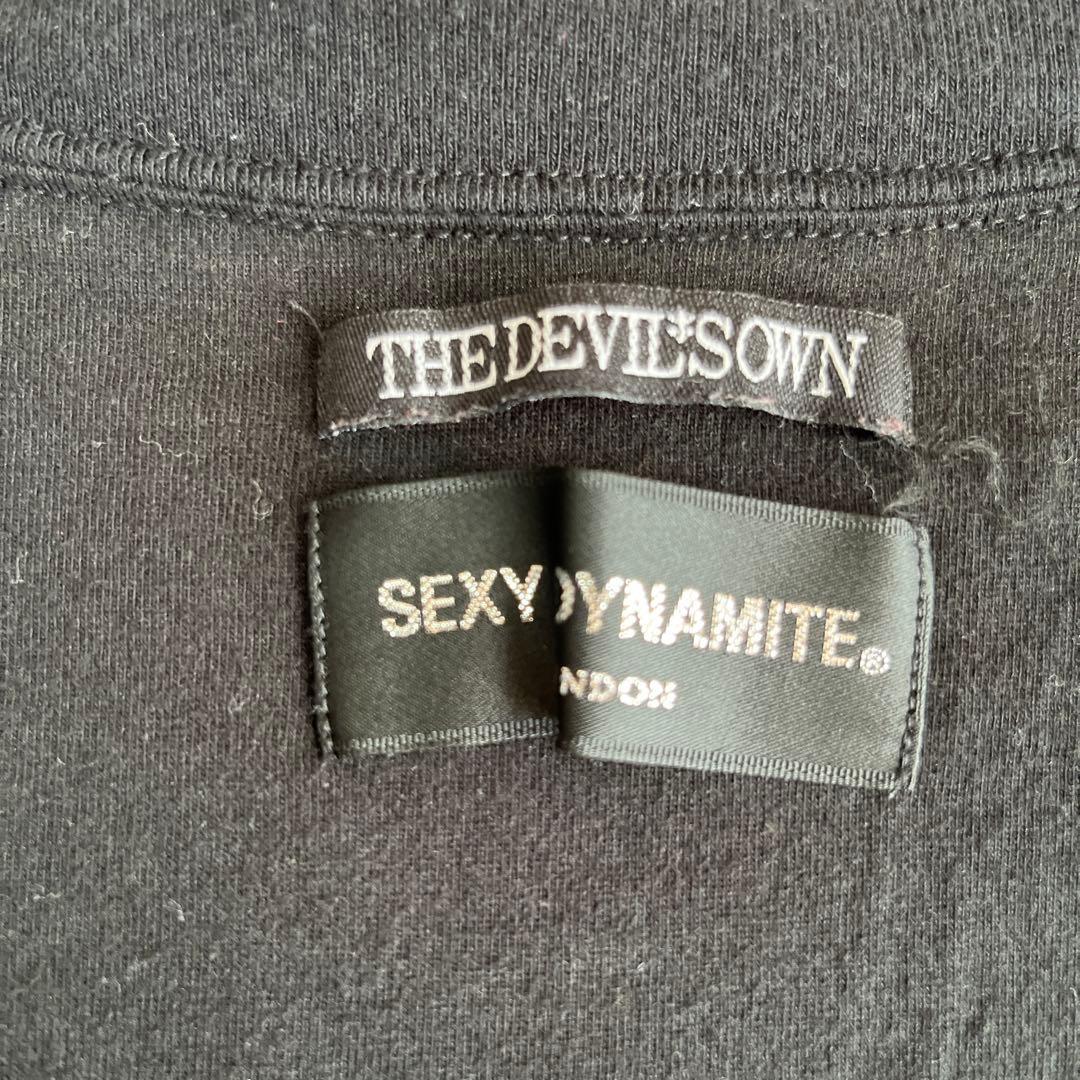 THE DEVIL*S OWN
SEXY DYNAMITE®
NDON